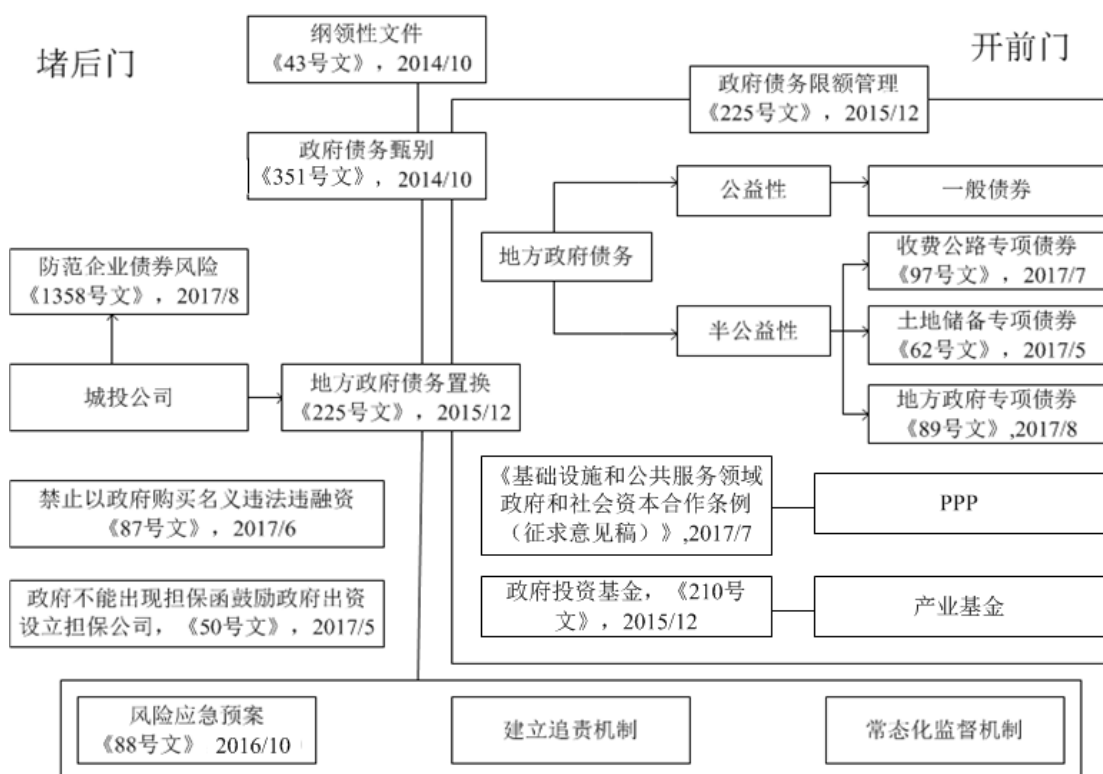 堵后门
纲领性文件
《43号文》，2014/10
开前门
政府债务限额管理
《225号文》，2015/12
政府债务甄别
《351号文》，2014/10
公益性
一般债券
地方政府债务
收费公路专项债券
《97号文》，2017/7
防范企业债券风险
《1358号文》，2017/8
半公益性
土地储备专项债券
《62号文》，2017/5
城投公司
地方政府债务置换
《225号文》，2015/12
地方政府专项债券
《89号文》,2017/8
禁止以政府购买名义违法违融资
《87号文》，2017/6
《基础设施和公共服务领域
政府和社会资本合作条例
（征求意见稿）》,2017/7
PPP
政府不能出现担保函鼓励政府出资
设立担保公司，《50号文》，2017/5
政府投资基金，《210号
文》，2015/12
产业基金
风险应急预案
《88号文》 2016/10
建立追责机制
常态化监督机制